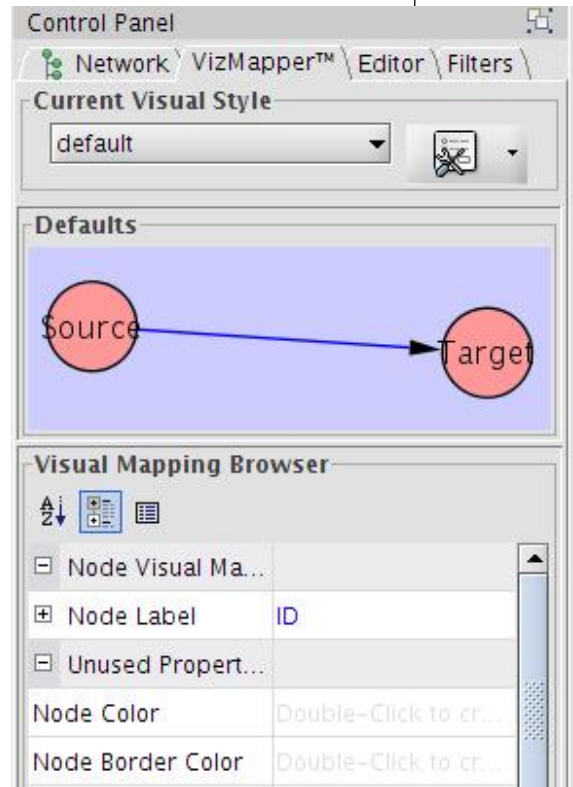 Control Panel
Network VizMapper™ Editor Filters
Current Visual Style
default
Defaults
Source
Target
Visual Mapping Browser
Node Visual Ma...
Node Label ID
Unused Propert...
Node Color Double-Click to cr...
Node Border Color Double-Click to cr...